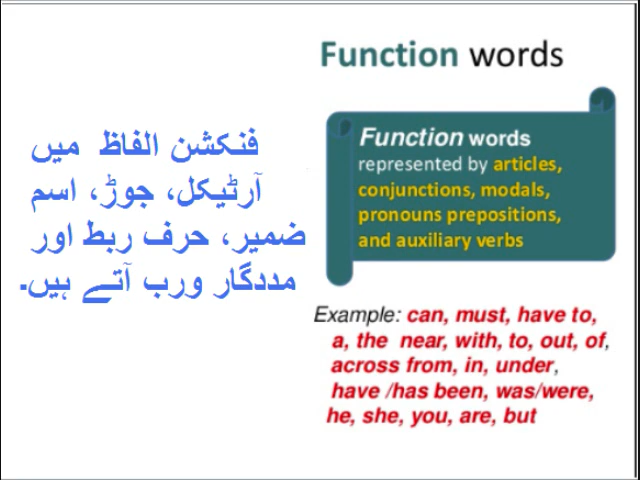 Function words
فنکشن الفاظ میں
آرٹیکل، جوڑ، اسم
ضمیر، حرف ربط اور
مددگار ورب آتے ہیں۔
Function words
represented by articles,
conjunctions, modals,
pronouns prepositions,
and auxiliary verbs
Example: can, must, have to,
a, the near, with, to, out, of,
across from, in, under,
have /has been, was/were,
he, she, you, are, but